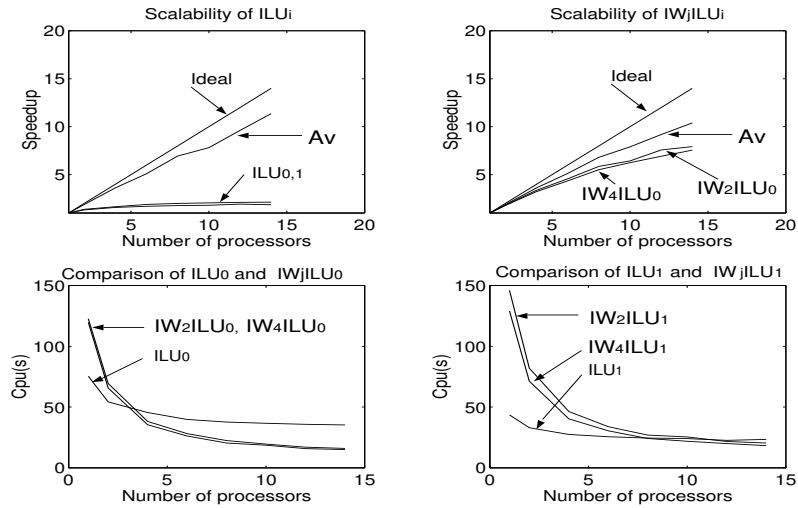 Scalability of ILUi
Speedup
20
15
10
5
Ideal
Av
ILU0,1
5
10
15
20
Number of processors
Scalability of IWjILUi
Speedup
20
15
10
5
Ideal
Av
IW2ILU0
IW4ILU0
5
10
15
20
Number of processors
Comparison of ILU0 and IWjILU0
Cpu(s)
150
100
50
0
IW2ILU0, IW4ILU0
ILU0
0
5
10
15
Number of processors
Comparison of ILU1 and IWjILU1
Cpu(s)
150
100
50
0
IW2ILU1
IW4ILU1
ILU1
0
5
10
15
Number of processors